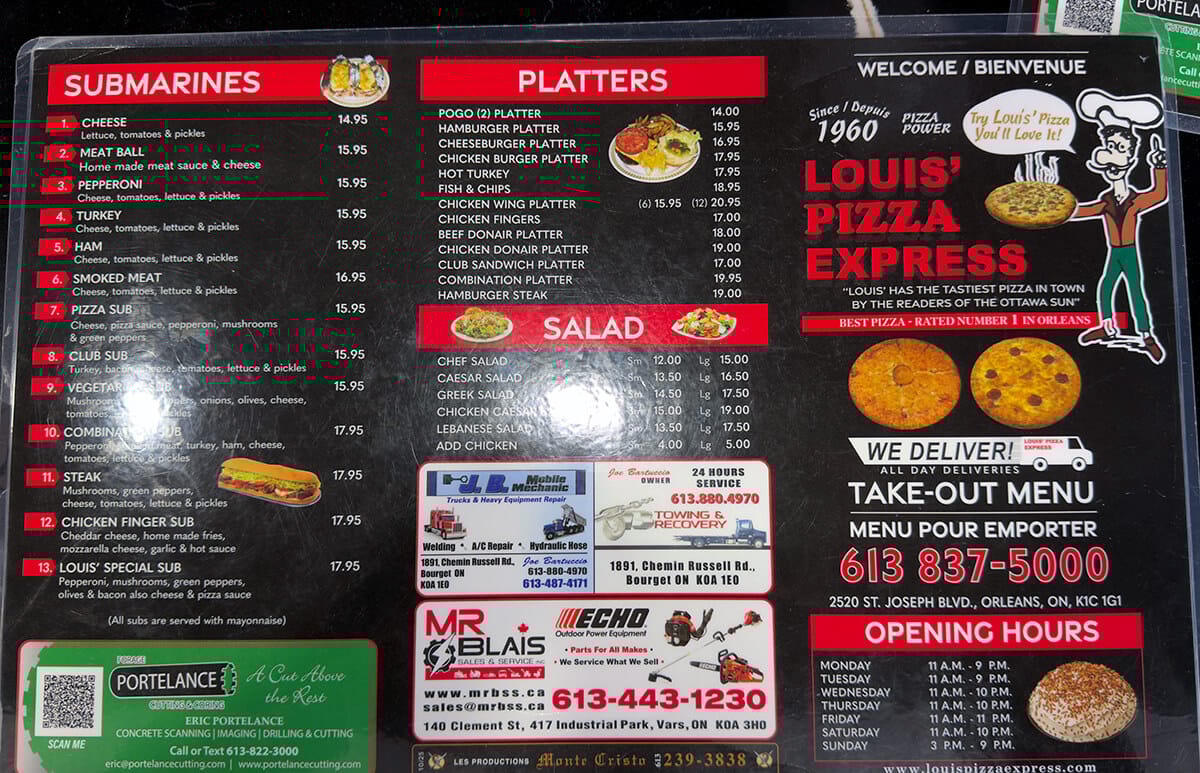 SUBMARINES
1. CHEESE 14.95
Lettuce, tomatoes & pickles
2. MEAT BALL 15.95
Home made meat sauce & cheese
3. PEPPERONI 15.95
Cheese, tomatoes, lettuce & pickles
4. TURKEY 15.95
Cheese, tomatoes, lettuce & pickles
5. HAM 15.95
Cheese, tomatoes, lettuce & pickles
6. SMOKED MEAT 16.95
Cheese, tomatoes, lettuce & pickles
7. PIZZA SUB 15.95
Cheese, pizza sauce, pepperoni, mushrooms
& green peppers
8. CLUB SUB 15.95
Turkey, bacon, cheese, tomatoes, lettuce & pickles
9. VEGETARIAN SUB 15.95
Mushrooms, peppers, onions, olives, cheese,
tomatoes, pickles
10. COMBINATION SUB 17.95
Pepperoni, meat, turkey, ham, cheese,
tomatoes, lettuce & pickles
11. STEAK 17.95
Mushrooms, green peppers,
cheese, tomatoes, lettuce & pickles
12. CHICKEN FINGER SUB 17.95
Cheddar cheese, home made fries,
mozzarella cheese, garlic & hot sauce
13. LOUIS' SPECIAL SUB 17.95
Pepperoni, mushrooms, green peppers,
olives & bacon also cheese & pizza sauce
(All subs are served with mayonnaise)
FORAGE
PORTELANCE
CUTTING & CORING
A Cut Above
the Rest
SCAN ME
ERIC PORTELANCE
CONCRETE SCANNING | IMAGING | DRILLING & CUTTING
Call or Text 613-822-3000
eric@portelancecutting.com | www.portelancecutting.com
PLATTERS
POGO (2) PLATTER 14.00
HAMBURGER PLATTER 15.95
CHEESEBURGER PLATTER 16.95
CHICKEN BURGER PLATTER 17.95
HOT TURKEY 17.95
FISH & CHIPS 18.95
CHICKEN WING PLATTER (6) 15.95 (12) 20.95
CHICKEN FINGERS 17.00
BEEF DONAIR PLATTER 18.00
CHICKEN DONAIR PLATTER 19.00
CLUB SANDWICH PLATTER 17.00
COMBINATION PLATTER 19.95
HAMBURGER STEAK 19.00
SALAD
CHEF SALAD Sm 12.00 Lg 15.00
CAESAR SALAD Sm 13.50 Lg 16.50
GREEK SALAD Sm 14.50 Lg 17.50
CHICKEN CAESAR Sm 15.00 Lg 19.00
LEBANESE SALAD Sm 13.50 Lg 17.50
ADD CHICKEN Sm 4.00 Lg 5.00
J.B. Mobile
Mechanic
Trucks & Heavy Equipment Repair
Welding • A/C Repair • Hydraulic Hose
1891, Chemin Russell Rd.,
Bourget ON
K0A 1E0
Joe Bartuccio
613-880-4970
613-487-4171
Joe Bartuccio
OWNER
24 HOURS
SERVICE
613.880.4970
TOWING &
RECOVERY
1891, Chemin Russell Rd.,
Bourget ON K0A 1E0
MR
BLAIS
SALES & SERVICE INC
ECHO
Outdoor Power Equipment
• Parts For All Makes •
• We Service What We Sell •
ECHO
www.mrbss.ca
sales@mrbss.ca
613-443-1230
140 Clement St, 417 Industrial Park, Vars, ON K0A 3H0
10/25
LES PRODUCTIONS Monte Cristo 613 239-3838
WELCOME / BIENVENUE
Since / Depuis
1960
PIZZA
POWER
Try Louis' Pizza
You'll Love It!
LOUIS'
PIZZA
EXPRESS
"LOUIS' HAS THE TASTIEST PIZZA IN TOWN
BY THE READERS OF THE OTTAWA SUN"
BEST PIZZA - RATED NUMBER 1 IN ORLEANS
WE DELIVER!
LOUIS' PIZZA
EXPRESS
ALL DAY DELIVERIES
TAKE-OUT MENU
MENU POUR EMPORTER
613 837-5000
2520 ST. JOSEPH BLVD., ORLEANS, ON, K1C 1G1
OPENING HOURS
MONDAY 11 A.M. - 9 P.M.
TUESDAY 11 A.M. - 9 P.M.
WEDNESDAY 11 A.M. - 10 P.M.
THURSDAY 11 A.M. - 10 P.M.
FRIDAY 11 A.M. - 11 P.M.
SATURDAY 11 A.M. - 10 P.M.
SUNDAY 3 P.M. - 9 P.M.
www.louispizzaexpress.com
PORTELA
CUTTING
ETE SCANN
Call
lancecutt